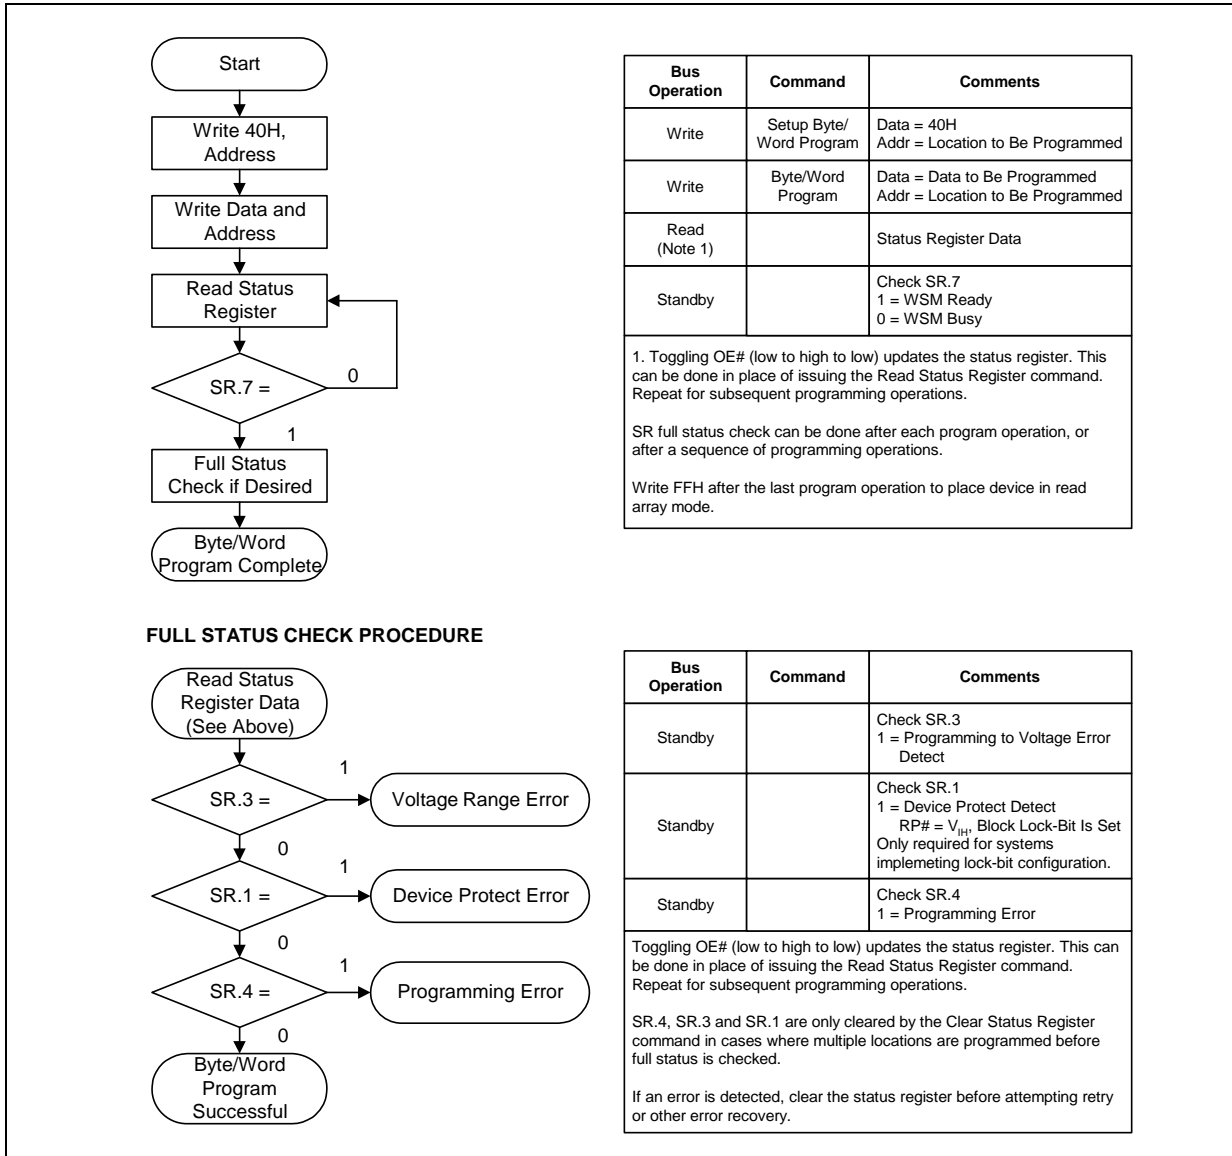 Start
Write 40H,
Address
Write Data and
Address
Read Status
Register
SR.7 =
0
1
Full Status
Check if Desired
Byte/Word
Program Complete
Bus
Operation
Command
Comments
Write
Setup Byte/
Word Program
Data = 40H
Addr = Location to Be Programmed
Write
Byte/Word
Program
Data = Data to Be Programmed
Addr = Location to Be Programmed
Read
(Note 1)
Status Register Data
Standby
Check SR.7
1 = WSM Ready
0 = WSM Busy
1. Toggling OE# (low to high to low) updates the status register. This
can be done in place of issuing the Read Status Register command.
Repeat for subsequent programming operations.
SR full status check can be done after each program operation, or
after a sequence of programming operations.
Write FFH after the last program operation to place device in read
array mode.
FULL STATUS CHECK PROCEDURE
Read Status
Register Data
(See Above)
SR.3 =
1
Voltage Range Error
0
SR.1 =
1
Device Protect Error
0
SR.4 =
1
Programming Error
0
Byte/Word
Program
Successful
Bus
Operation
Command
Comments
Standby
Check SR.3
1 = Programming to Voltage Error
Detect
Standby
Check SR.1
1 = Device Protect Detect
RP# = VIH, Block Lock-Bit Is Set
Only required for systems
implemeting lock-bit configuration.
Standby
Check SR.4
1 = Programming Error
Toggling OE# (low to high to low) updates the status register. This can
be done in place of issuing the Read Status Register command.
Repeat for subsequent programming operations.
SR.4, SR.3 and SR.1 are only cleared by the Clear Status Register
command in cases where multiple locations are programmed before
full status is checked.
If an error is detected, clear the status register before attempting retry
or other error recovery.